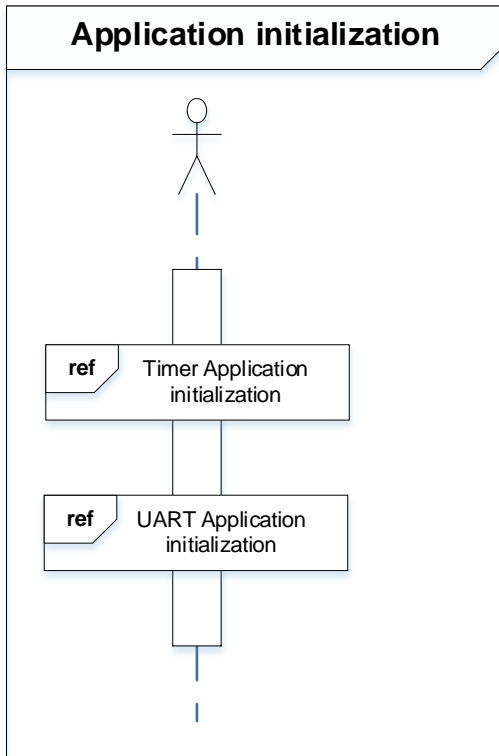 Application initialization
ref
Timer Application
initialization
ref
UART Application
initialization